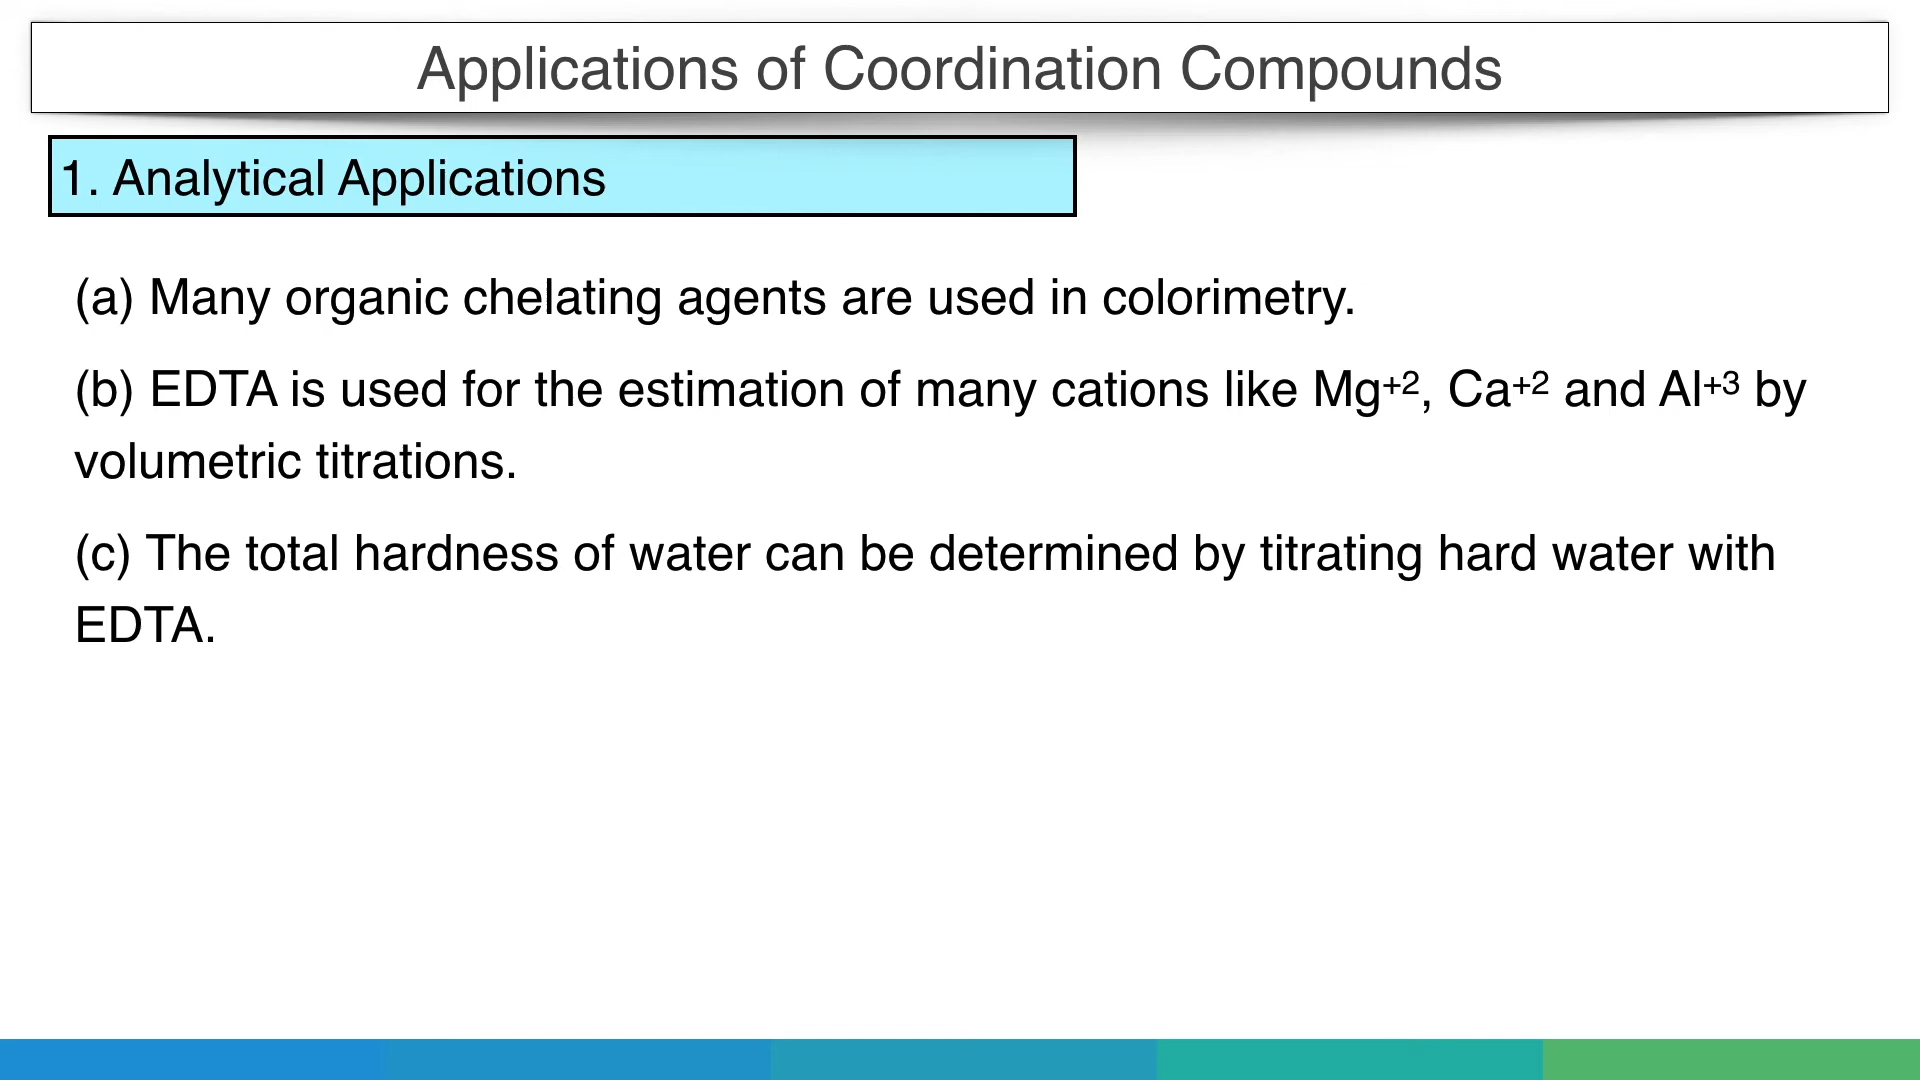 Applications of Coordination Compounds
1. Analytical Applications
(a) Many organic chelating agents are used in colorimetry.
(b) EDTA is used for the estimation of many cations like Mg⁺², Ca⁺² and Al⁺³ by
volumetric titrations.
(c) The total hardness of water can be determined by titrating hard water with
EDTA.